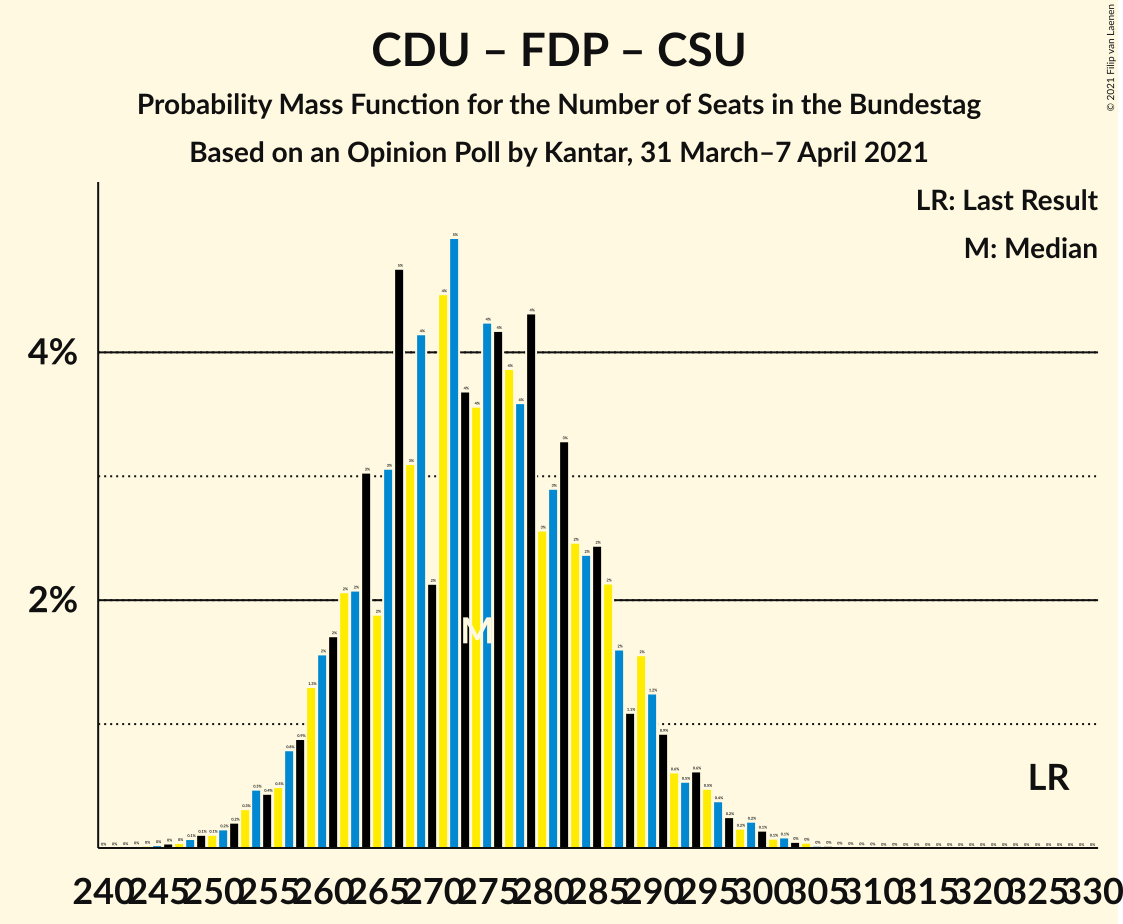 CDU – FDP – CSU
Probability Mass Function for the Number of Seats in the Bundestag
Based on an Opinion Poll by Kantar, 31 March–7 April 2021
© 2021 Filip van Laenen
LR: Last Result
M: Median
4%
2%
M
LR
240 245 250 255 260 265 270 275 280 285 290 295 300 305 310 315 320 325 330